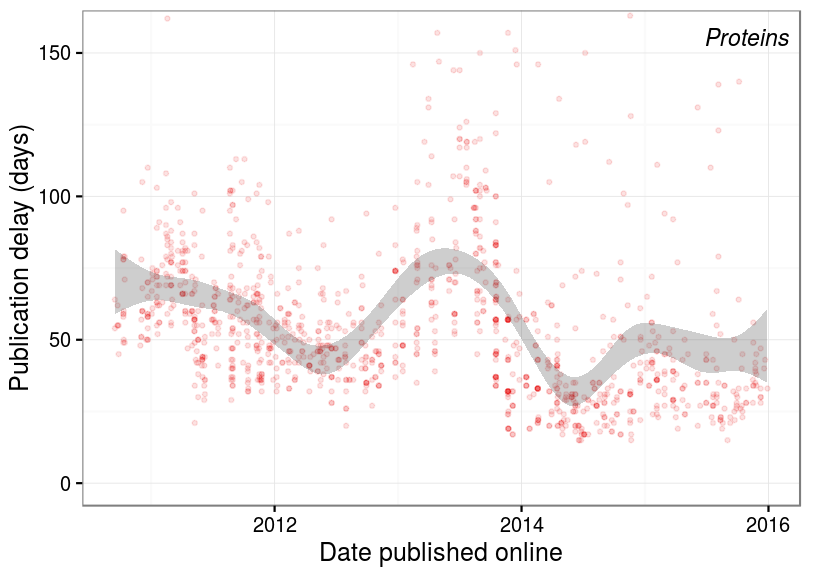 Proteins
Publication delay (days)
150
100
50
0
2012 2014 2016
Date published online